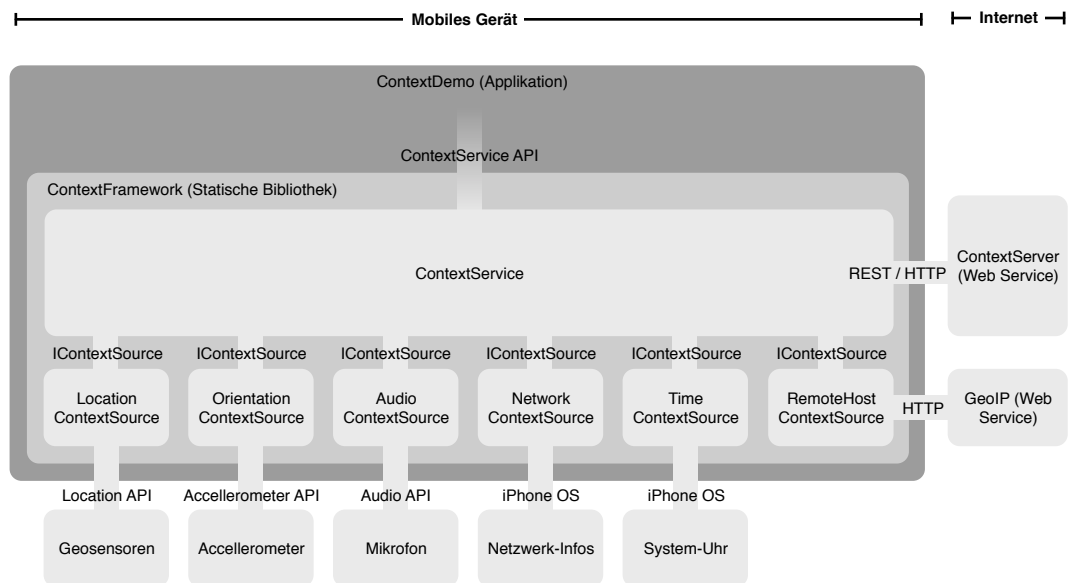 Mobiles Gerät
Internet
ContextDemo (Applikation)
ContextService API
ContextFramework (Statische Bibliothek)
ContextService
REST / HTTP
ContextServer
(Web Service)
IContextSource
IContextSource
IContextSource
IContextSource
IContextSource
IContextSource
Location
ContextSource
Orientation
ContextSource
Audio
ContextSource
Network
ContextSource
Time
ContextSource
RemoteHost
ContextSource
HTTP
GeoIP (Web
Service)
Location API
Accellerometer API
Audio API
iPhone OS
iPhone OS
Geosensoren
Accellerometer
Mikrofon
Netzwerk-Infos
System-Uhr